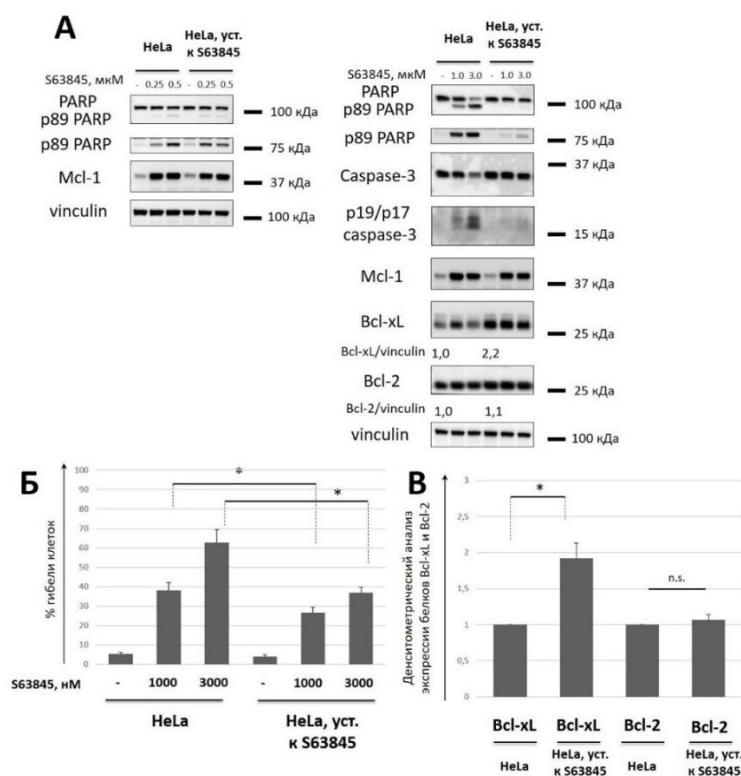 А
HeLa
HeLa, уст.
к S63845
S63845, мкМ
- 0.25 0.5 - 0.25 0.5
PARP
p89 PARP
100 кДа
p89 PARP
75 кДа
Mcl-1
37 кДа
vinculin
100 кДа
HeLa
HeLa, уст.
к S63845
S63845, мкМ
- 1.0 3.0 - 1.0 3.0
PARP
p89 PARP
100 кДа
p89 PARP
75 кДа
37 кДа
Caspase-3
p19/p17
caspase-3
15 кДа
Mcl-1
37 кДа
Bcl-xL
25 кДа
Bcl-xL/vinculin 1,0 2,2
Bcl-2
25 кДа
Bcl-2/vinculin 1,0 1,1
vinculin
100 кДа
Б
% гибели клеток
100
90
80
70
60
50
40
30
20
10
0
*
*
S63845, нМ
- 1000 3000 - 1000 3000
HeLa
HeLa, уст.
к S63845
В
Денситометрический анализ
экспрессии белков Bcl-xL и Bcl-2
3
2,5
2
1,5
1
0,5
0
*
n.s.
Bcl-xL Bcl-xL Bcl-2 Bcl-2
HeLa
HeLa, уст.
к S63845
HeLa
HeLa, уст.
к S63845